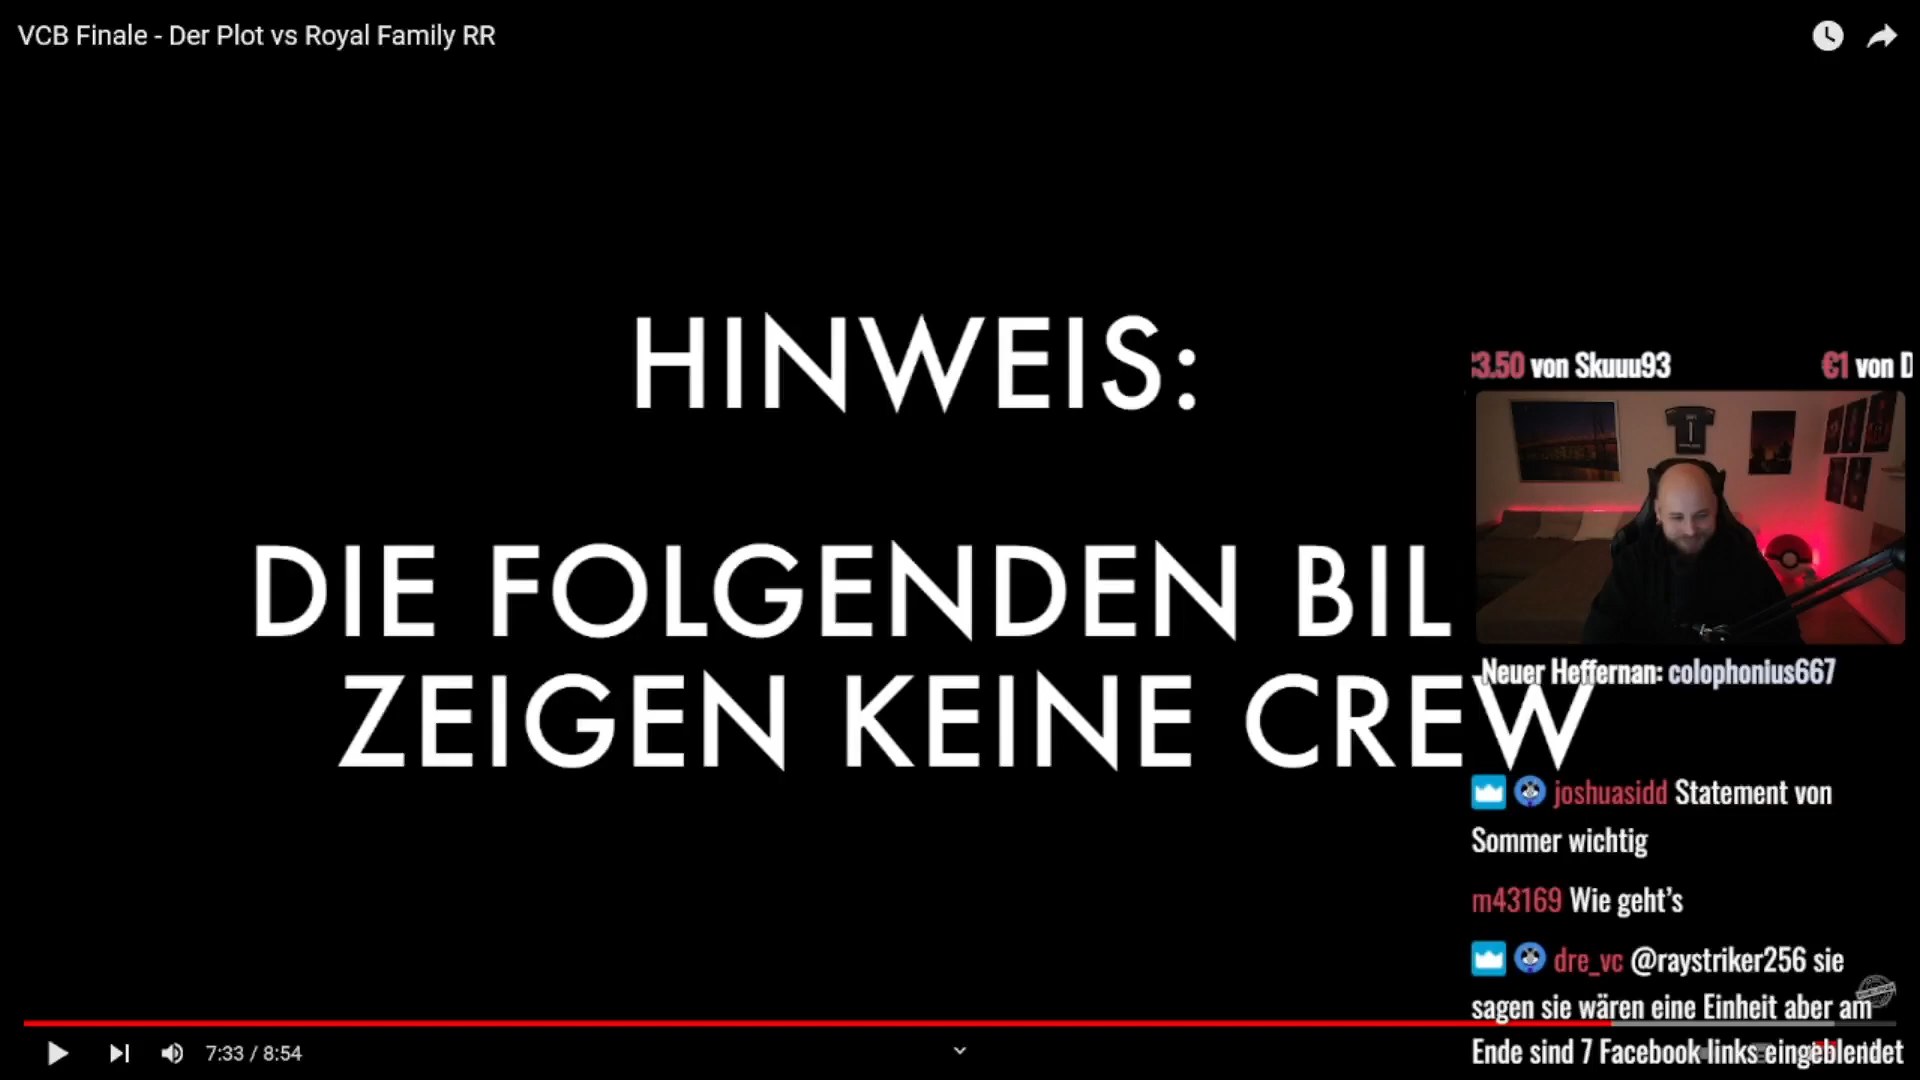 VCB Finale - Der Plot vs Royal Family RR
HINWEIS:
DIE FOLGENDEN BIL
ZEIGEN KEINE CREW
3.50 von Skuuu93
€1 von D
Neuer Heffernan: colophonius667
joshuasidd Statement von
Sommer wichtig
m43169 Wie geht's
dre_vc @raystriker256 sie
sagen sie wären eine Einheit aber am
Ende sind 7 Facebook links eingeblendet
7:33 / 8:54